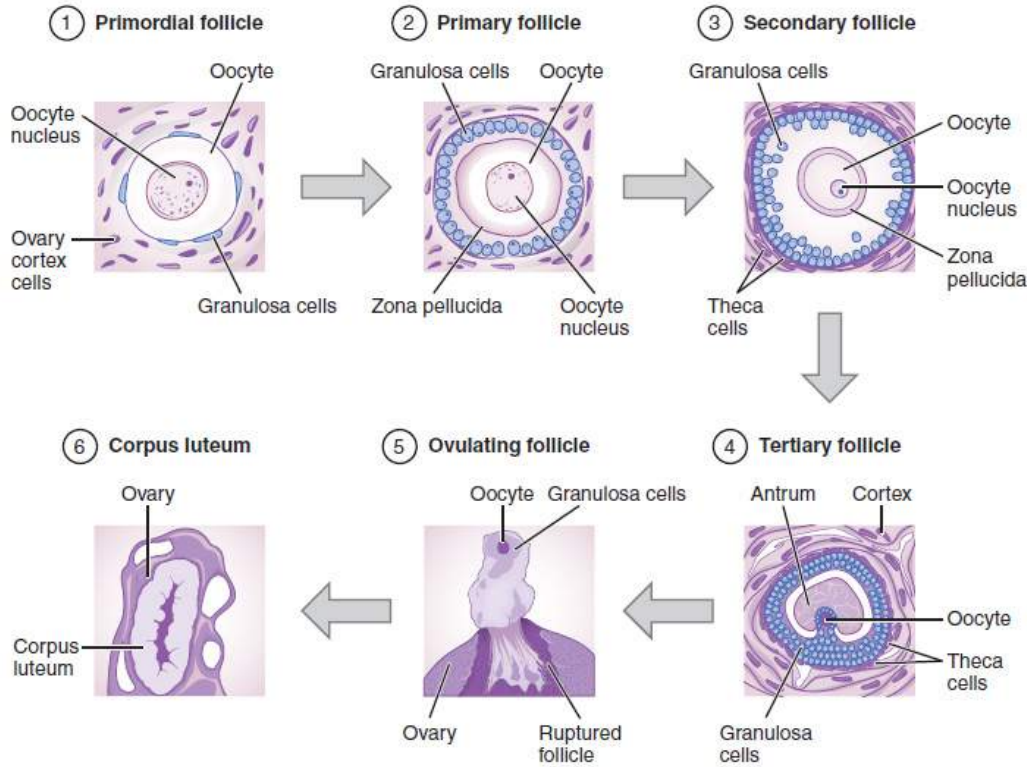 1 Primordial follicle
Oocyte
Oocyte
nucleus
Ovary
cortex
cells
Granulosa cells
2 Primary follicle
Granulosa cells
Oocyte
Zona pellucida
Oocyte
nucleus
3 Secondary follicle
Granulosa cells
Oocyte
Oocyte
nucleus
Zona
pellucida
Theca
cells
6 Corpus luteum
Ovary
Corpus
luteum
5 Ovulating follicle
Oocyte
Granulosa cells
Ovary
Ruptured
follicle
4 Tertiary follicle
Antrum
Cortex
Oocyte
Theca
cells
Granulosa
cells